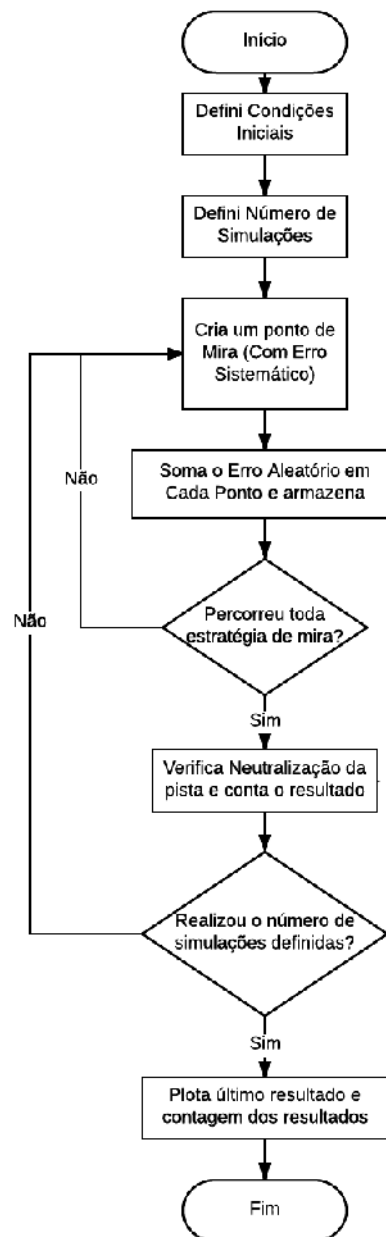 Início
Defini Condições
Iniciais
Defini Número de
Simulações
Cria um ponto de
Mira (Com Erro
Sistemático)
Soma o Erro Aleatório em
Cada Ponto e armazena
Não
Percorreu toda
estratégia de mira?
Não
Sim
Verifica Neutralização da
pista e conta o resultado
Realizou o número de
simulações definidas?
Sim
Plota último resultado e
contagem dos resultados
Fim